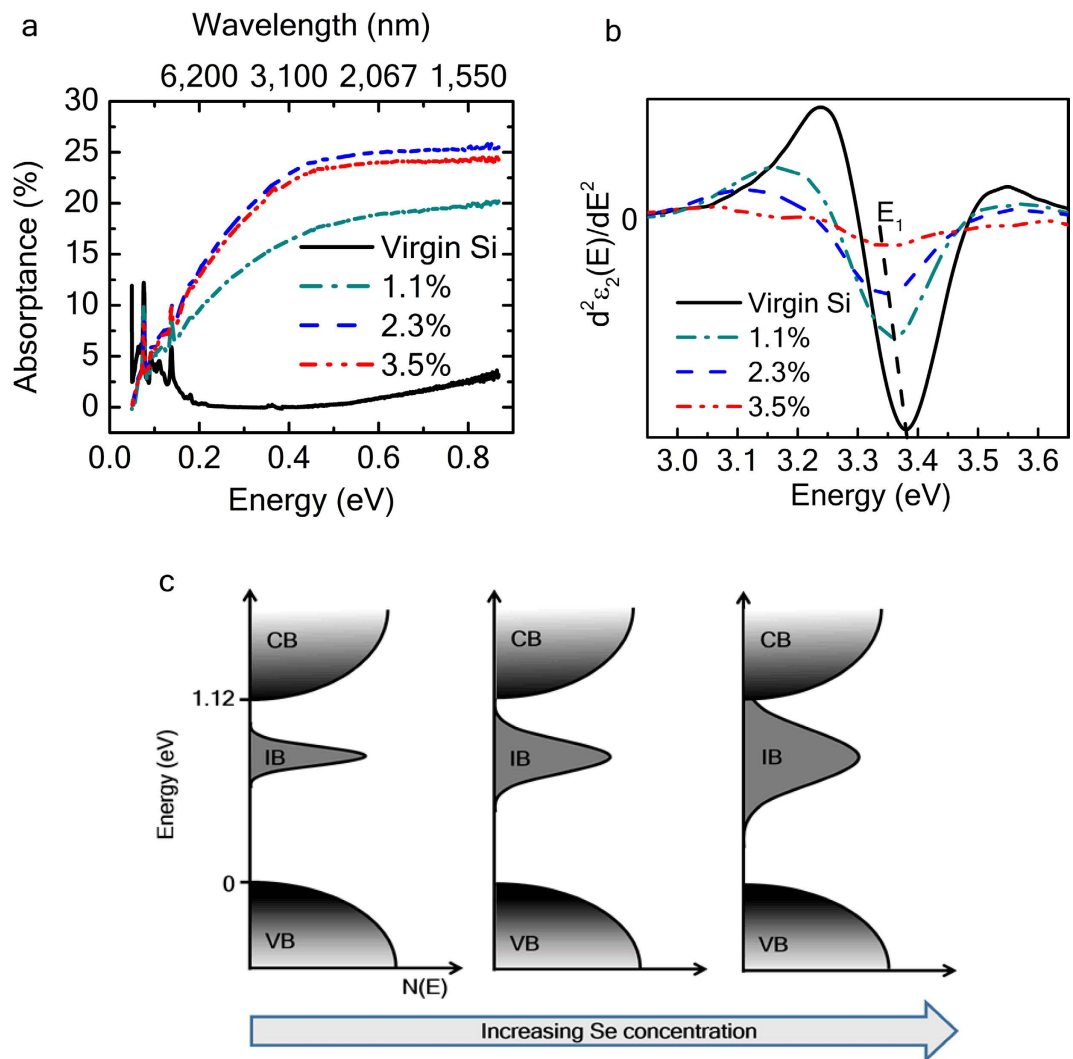 a
Wavelength (nm)
6,200 3,100 2,067 1,550
30
25
20
15
10
5
0
Absorptance (%)
Virgin Si
1.1%
2.3%
3.5%
0.0 0.2 0.4 0.6 0.8
Energy (eV)
b
0
d²ε₂(E)/dE²
E₁
Virgin Si
1.1%
2.3%
3.5%
3.0 3.1 3.2 3.3 3.4 3.5 3.6
Energy (eV)
c
CB
1.12
IB
Energy (eV)
0
VB
N(E)
CB
IB
VB
CB
IB
VB
Increasing Se concentration